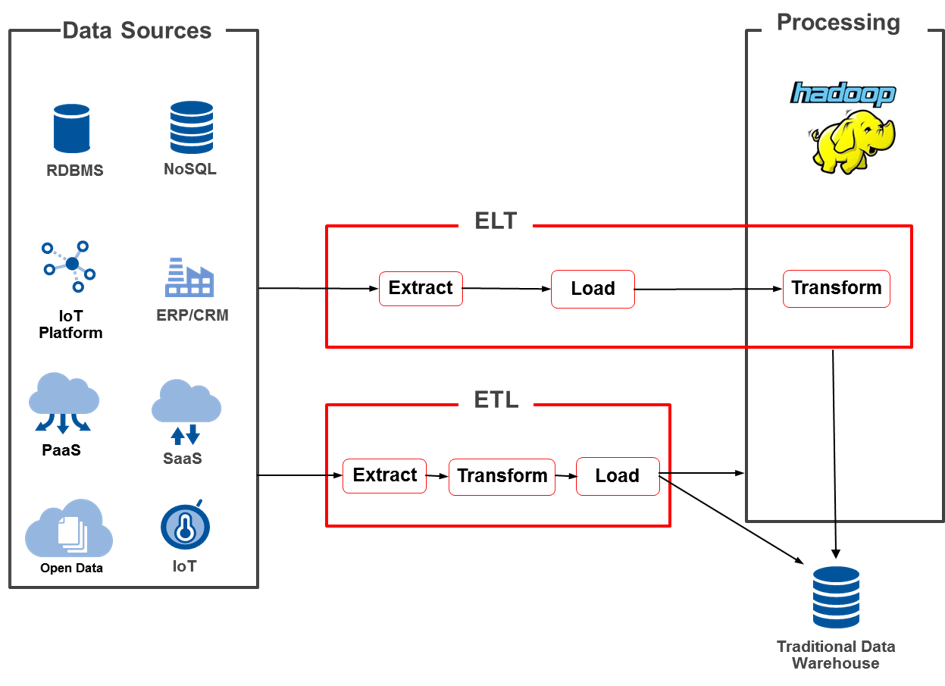 Data Sources
Processing
hadoop
RDBMS
NoSQL
ELT
Extract
Load
Transform
IoT
Platform
ERP/CRM
ETL
PaaS
SaaS
Extract
Transform
Load
Open Data
IoT
Traditional Data
Warehouse